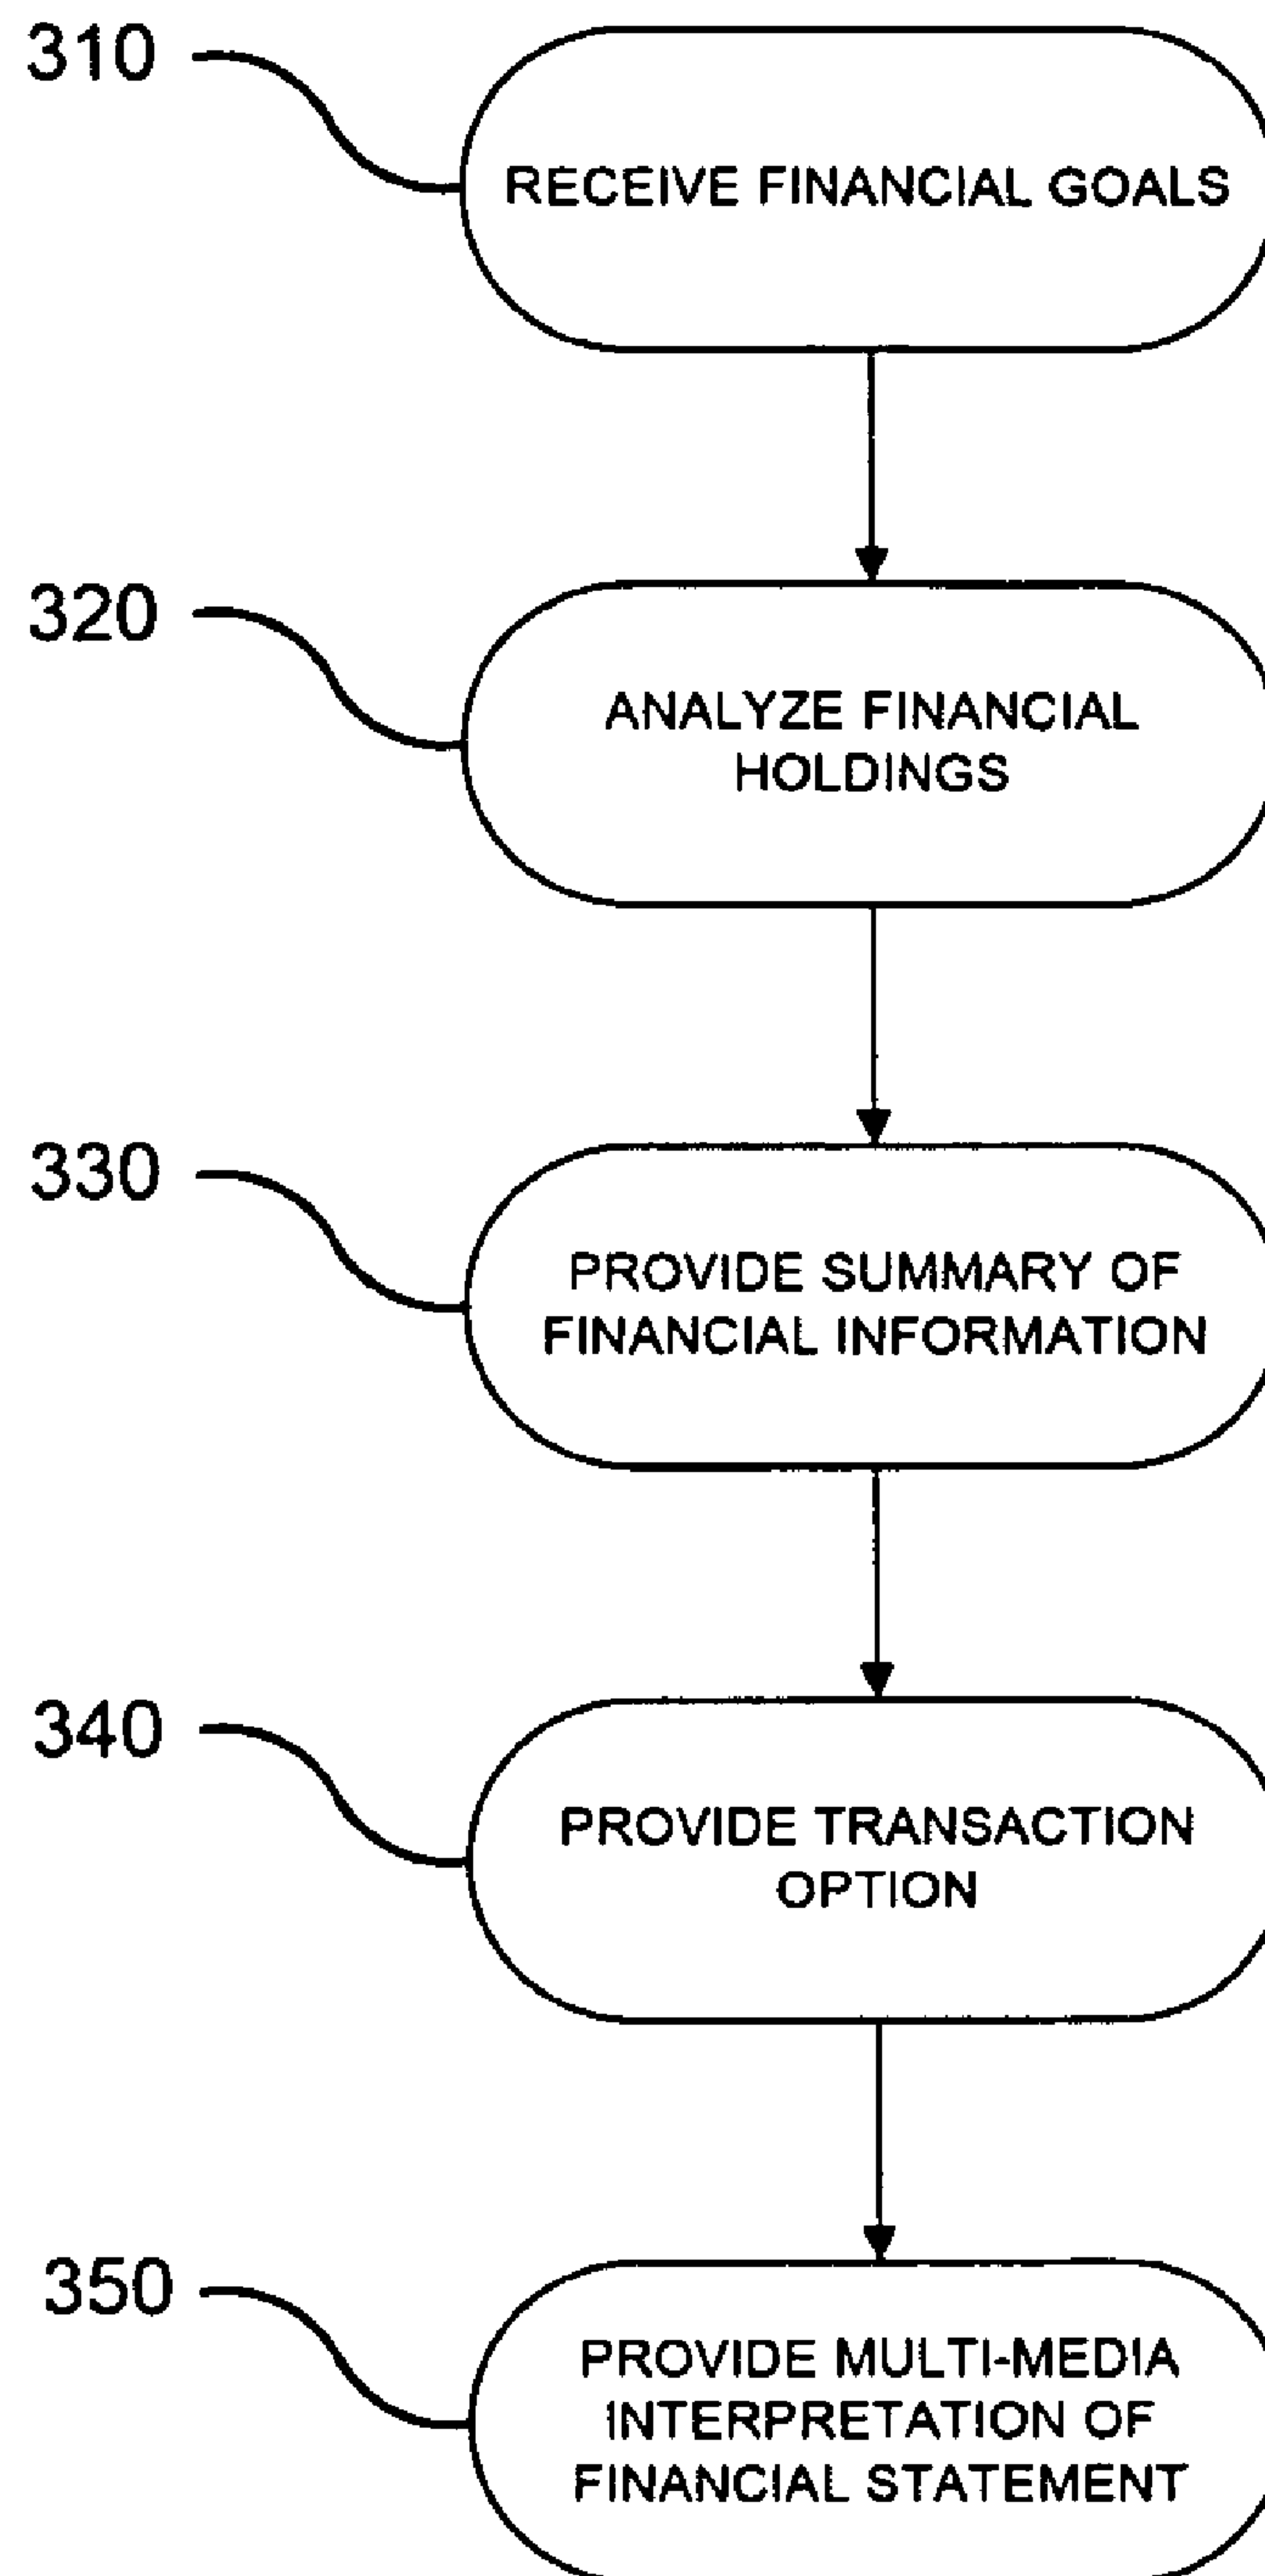 310
RECEIVE FINANCIAL GOALS
320
ANALYZE FINANCIAL
HOLDINGS
330
PROVIDE SUMMARY OF
FINANCIAL INFORMATION
340
PROVIDE TRANSACTION
OPTION
350
PROVIDE MULTI-MEDIA
INTERPRETATION OF
FINANCIAL STATEMENT